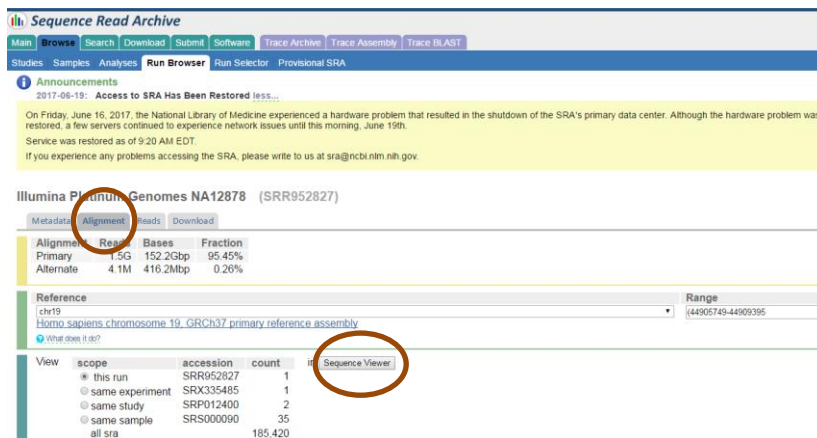 Sequence Read Archive
Main Browse Search Download Submit Software Trace Archive Trace Assembly Trace BLAST
Studies Samples Analyses Run Browser Run Selector Provisional SRA
Announcements
2017-06-19: Access to SRA Has Been Restored less...
On Friday, June 16, 2017, the National Library of Medicine experienced a hardware problem that resulted in the shutdown of the SRA's primary data center. Although the hardware problem was
restored, a few servers continued to experience network issues until this morning, June 19th.
Service was restored as of 9:20 AM EDT.
If you experience any problems accessing the SRA, please write to us at sra@ncbi.nlm.nih.gov.
Illumina Platinum Genomes NA12878 (SRR952827)
Metadata Alignment Reads Download
Alignment Reads Bases Fraction
Primary 1.5G 152.2Gbp 95.45%
Alternate 4.1M 416.2Mbp 0.26%
Reference Range
chr19 (44905749-44909395
Homo sapiens chromosome 19, GRCh37 primary reference assembly
What does it do?
View scope accession count in Sequence Viewer
this run SRR952827 1
same experiment SRX335485 1
same study SRP012400 2
same sample SRS000090 35
all sra 185,420